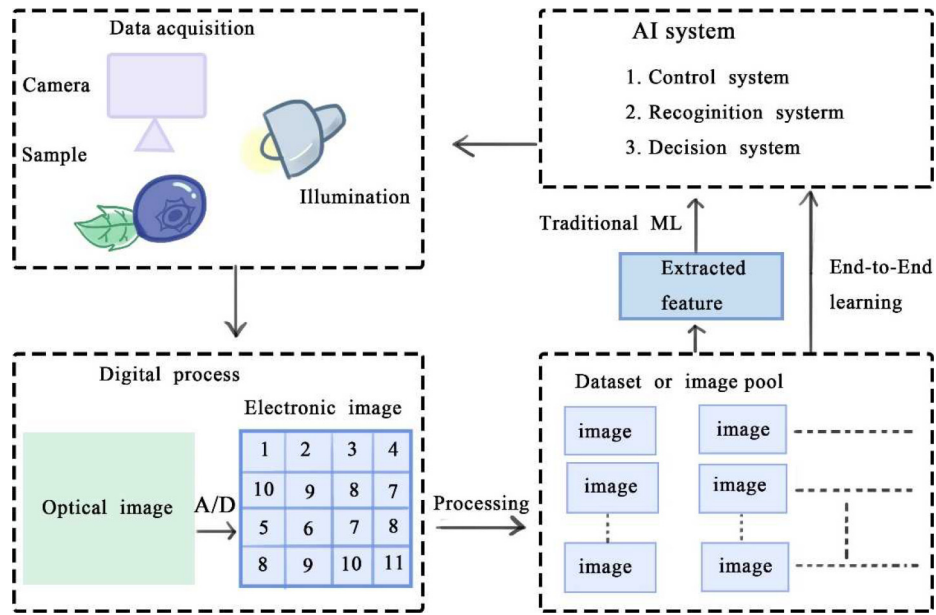 Data acquisition
Camera
Sample
Illumination
AI system
1. Control system
2. Recoginition systerm
3. Decision system
Traditional ML
Extracted
feature
End-to-End
learning
Digital process
Electronic image
Optical image
A/D
1 2 3 4
10 9 8 7
5 6 7 8
8 9 10 11
Processing
Dataset or image pool
image image
image image
image image